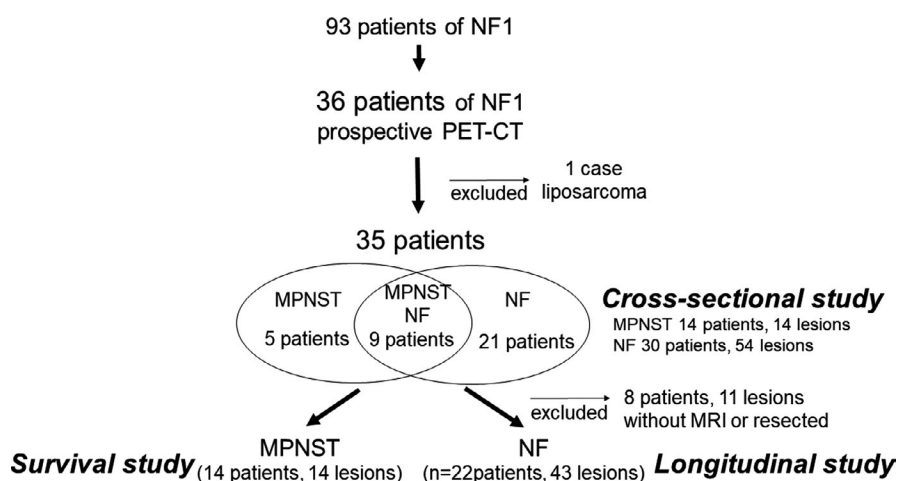 93 patients of NF1
36 patients of NF1
prospective PET-CT
excluded
1 case
liposarcoma
35 patients
MPNST
5 patients
MPNST
NF
9 patients
NF
21 patients
Cross-sectional study
MPNST 14 patients, 14 lesions
NF 30 patients, 54 lesions
excluded
8 patients, 11 lesions
without MRI or resected
Survival study
MPNST
(14 patients, 14 lesions)
NF
(n=22patients, 43 lesions)
Longitudinal study